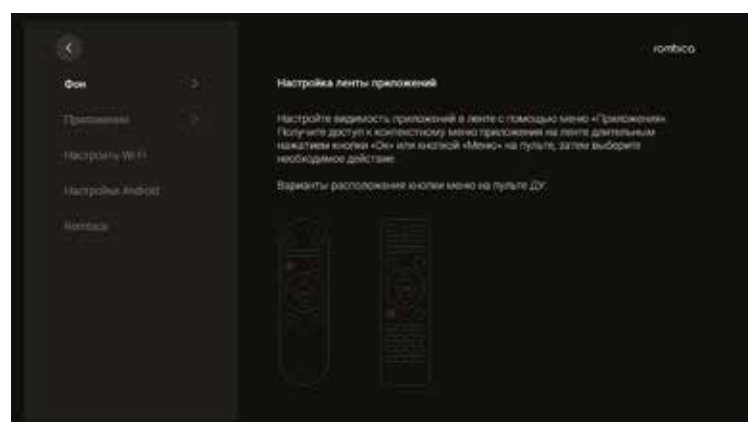 rombica
Фон
Приложения
Настроить Wi-Fi
Настройки Android
Rombica
Настройка ленты приложений
Настройте видимость приложений в ленте с помощью меню «Приложения».
Получите доступ к контекстному меню приложения на ленте длительным
нажатием кнопки «Ок» или кнопкой «Меню» на пульте, затем выберите
необходимое действие.
Варианты расположения кнопки меню на пульте ДУ: